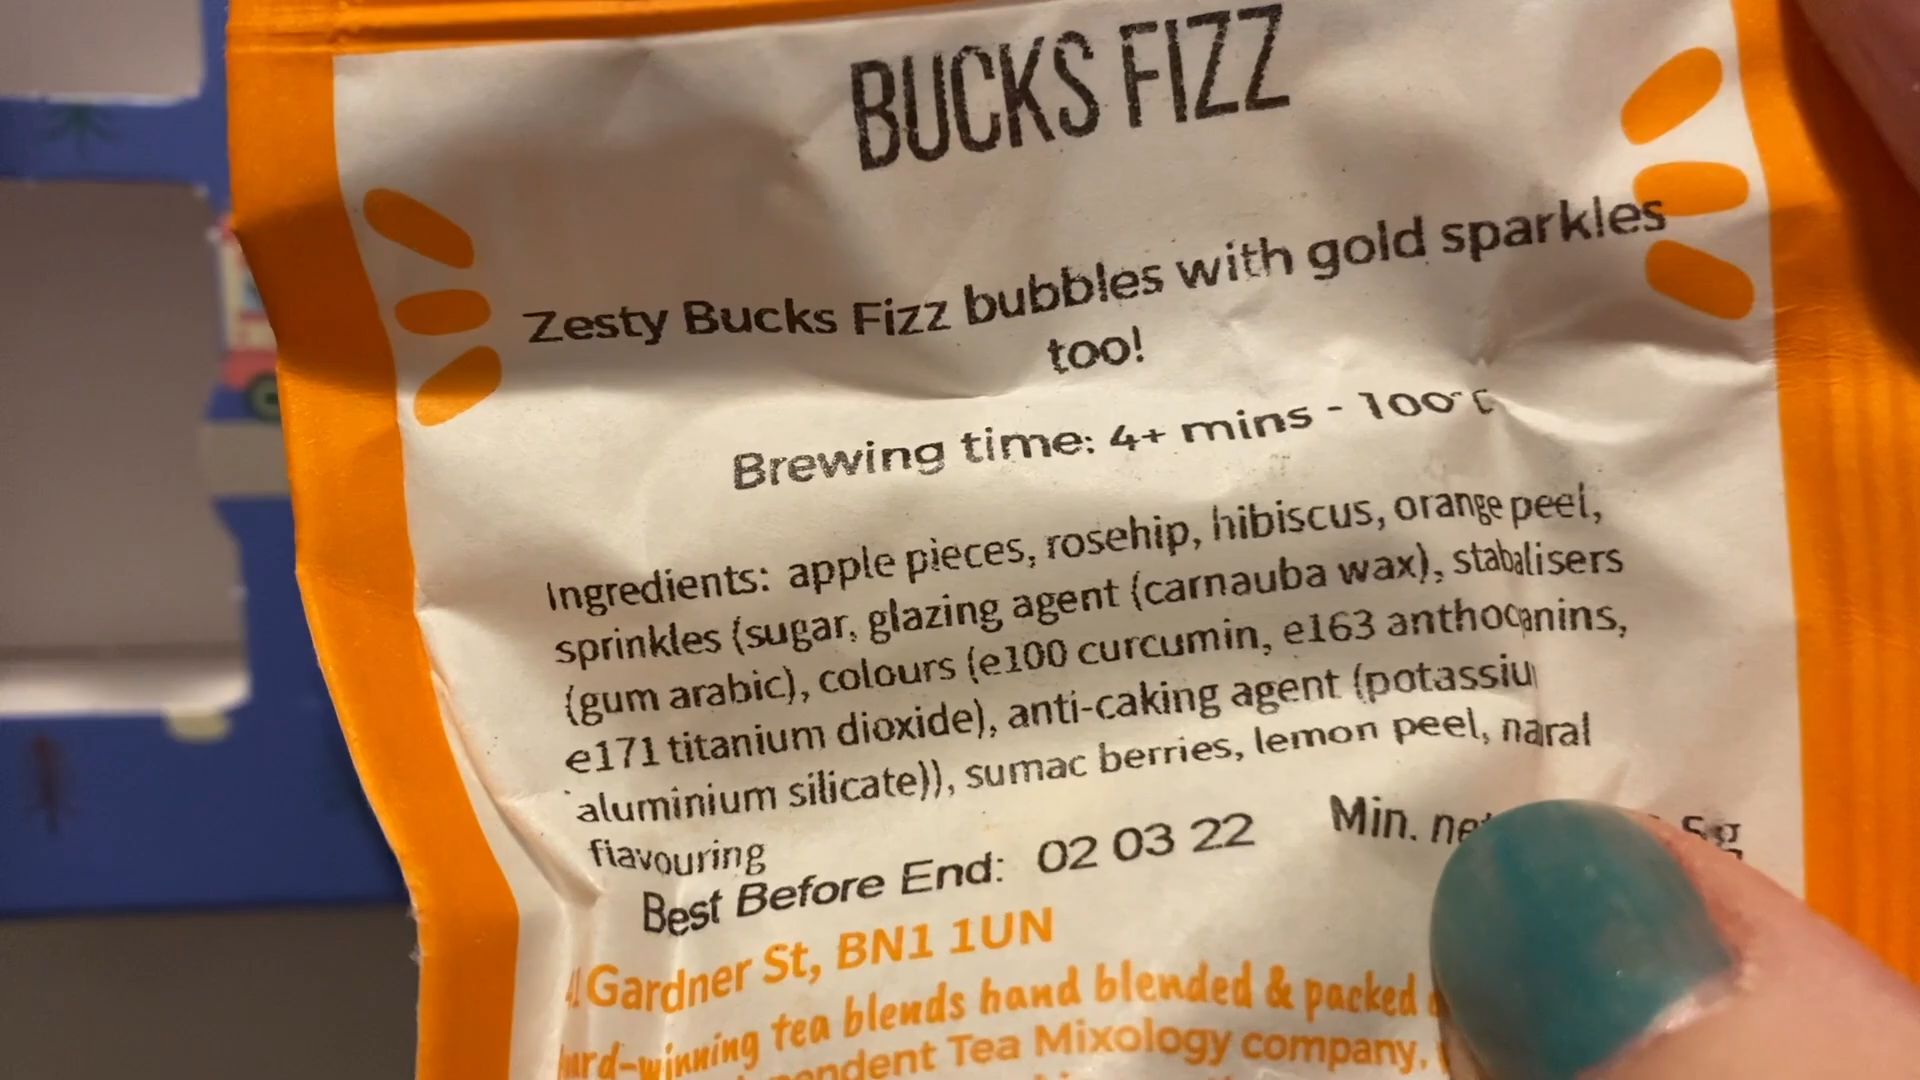 BUCKS FIZZ
Zesty Bucks Fizz bubbles with gold sparkles
too!
Brewing time: 4+ mins - 100°C
Ingredients: apple pieces, rosehip, hibiscus, orange peel,
sprinkles (sugar, glazing agent (carnauba wax), stabalisers
(gum arabic), colours (e100 curcumin, e163 anthocanins,
e171 titanium dioxide), anti-caking agent (potassiu
aluminium silicate)), sumac berries, lemon peel, naral
flavouring
Best Before End: 02 03 22 Min. net 5g
Gardner St, BN1 1UN
ard-winning tea blends hand blended & packed
pendent Tea Mixology company,